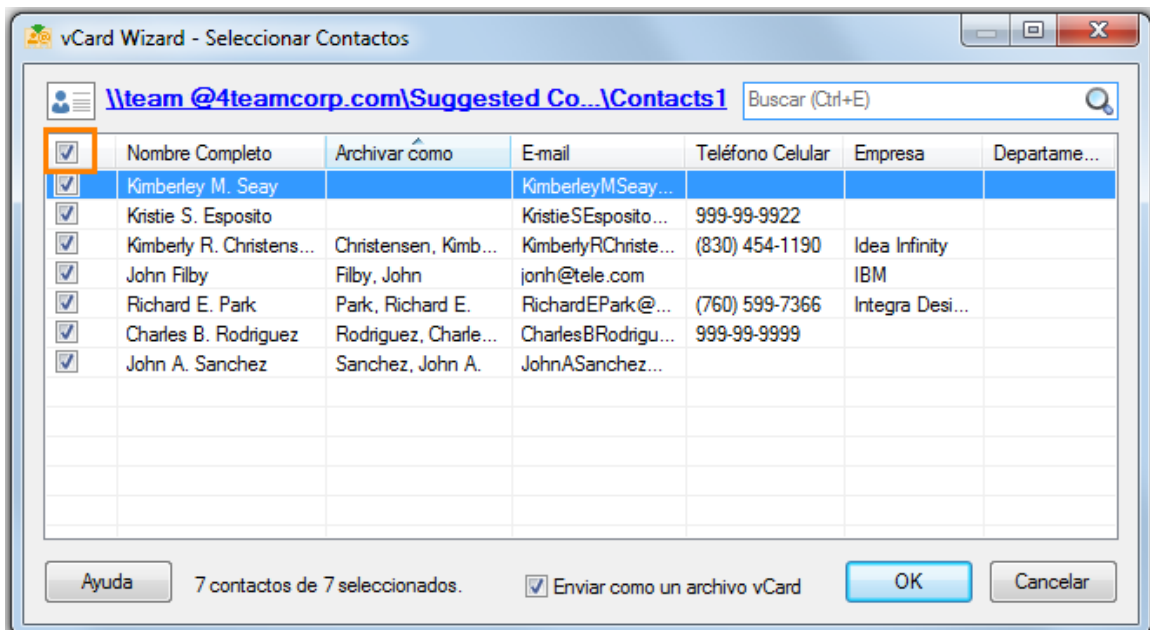 vCard Wizard - Seleccionar Contactos
\\team @4teamcorp.com\Suggested Co...\Contacts1 Buscar (Ctrl+E)
Nombre Completo Archivar como E-mail Teléfono Celular Empresa Departame...
Kimberley M. Seay KimberleyMSeay...
Kristie S. Esposito KristieSEsposito... 999-99-9922
Kimberly R. Christens... Christensen, Kimb... KimberlyRChriste... (830) 454-1190 Idea Infinity
John Filby Filby, John jonh@tele.com IBM
Richard E. Park Park, Richard E. RichardEPark@... (760) 599-7366 Integra Desi...
Charles B. Rodriguez Rodriguez, Charle... CharlesBRodrigu... 999-99-9999
John A. Sanchez Sanchez, John A. JohnASanchez...
Ayuda 7 contactos de 7 seleccionados. Enviar como un archivo vCard OK Cancelar